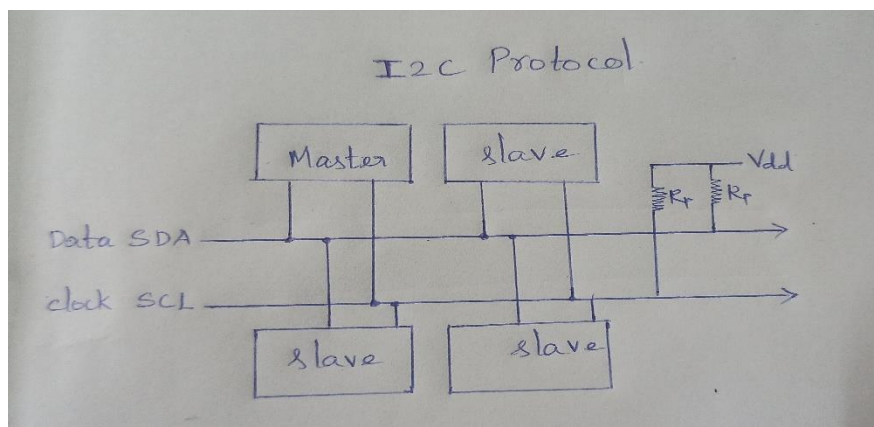 I2C Protocol
Master
slave
Vdd
Rp
Rp
Data SDA
clock SCL
slave
slave